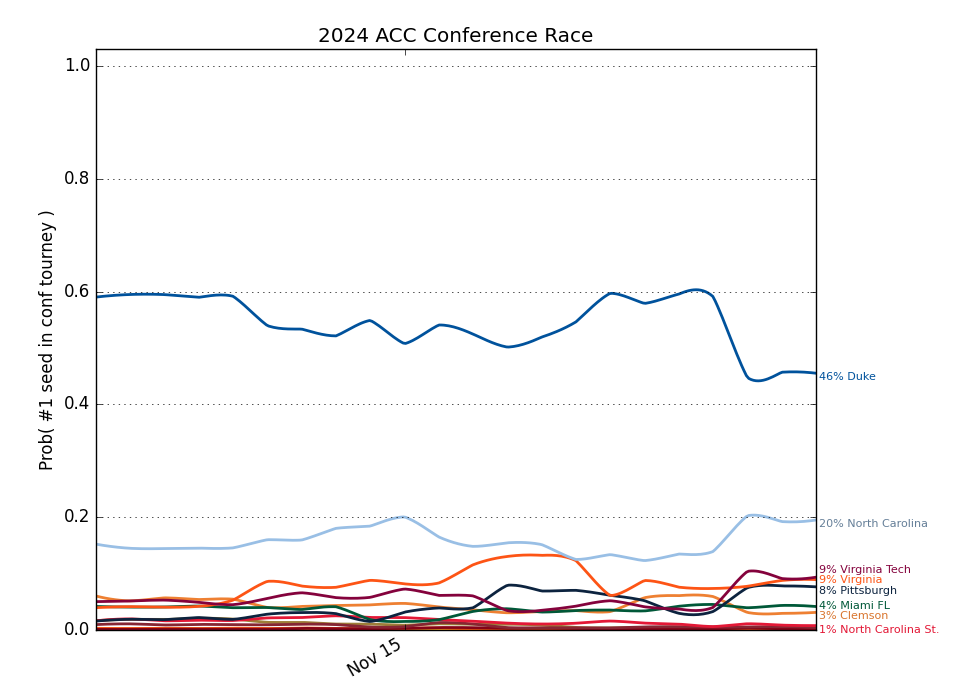 2024 ACC Conference Race
Prob( #1 seed in conf tourney )
1.0
0.8
0.6
0.4
0.2
0.0
Nov 15
46% Duke
20% North Carolina
9% Virginia Tech
9% Virginia
8% Pittsburgh
4% Miami FL
3% Clemson
1% North Carolina St.